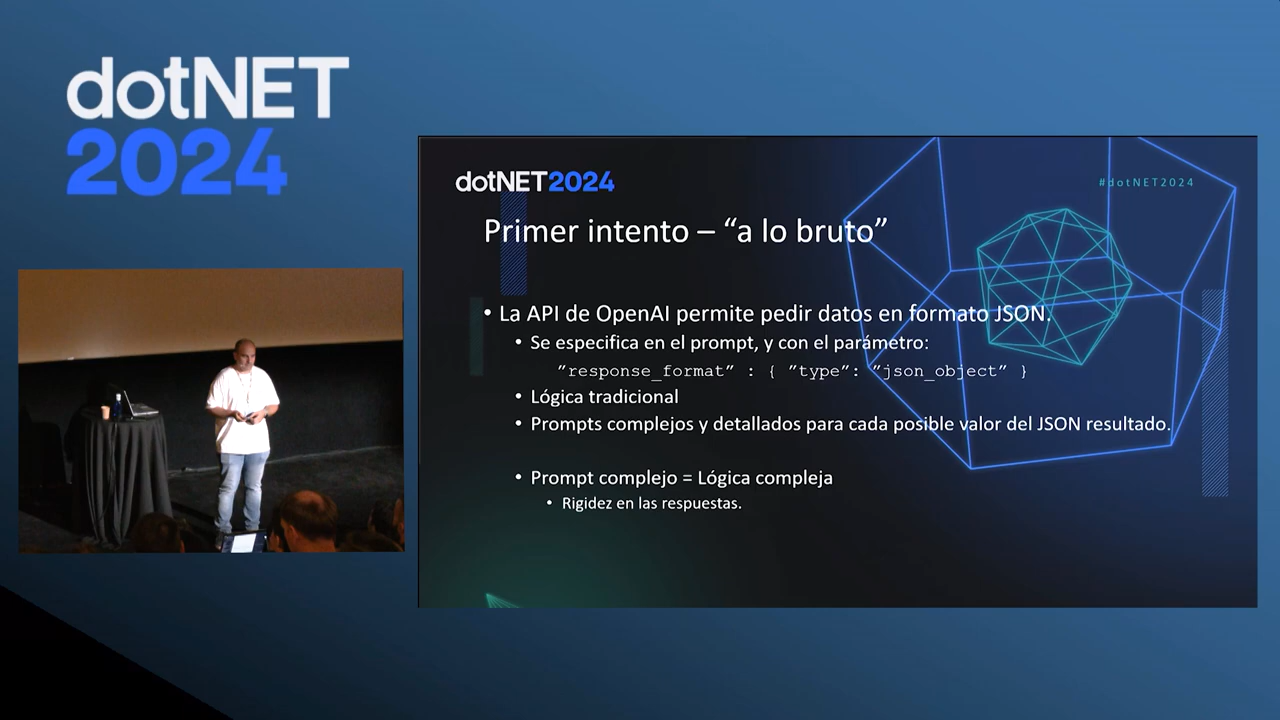 dotNET
2024
dotNET2024
#dotNET2024
Primer intento – “a lo bruto”
• La API de OpenAI permite pedir datos en formato JSON.
• Se especifica en el prompt, y con el parámetro:
”response_format” : { ”type”: ”json_object” }
• Lógica tradicional
• Prompts complejos y detallados para cada posible valor del JSON resultado.
• Prompt complejo = Lógica compleja
• Rigidez en las respuestas.